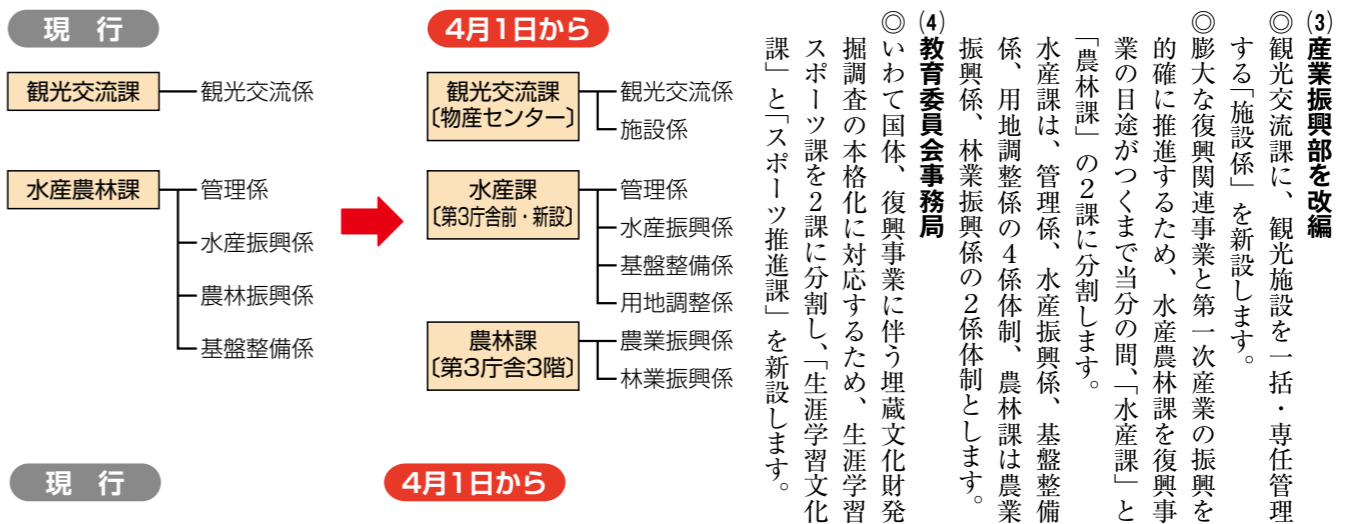 (3)産業振興部を改編
◎観光交流課に、観光施設を一括・専任管理
する「施設係」を新設します。
◎膨大な復興関連事業と第一次産業の振興を
的確に推進するため、水産農林課を復興事
業の目途がつくまで当分の間、「水産課」と
「農林課」の２課に分割します。
水産課は、管理係、水産振興係、基盤整備
係、用地調整係の４係体制、農林課は農業
振興係、林業振興係の２係体制とします。
(4)教育委員会事務局
◎いわて国体、復興事業に伴う埋蔵文化財発
掘調査の本格化に対応するため、生涯学習
スポーツ課を２課に分割し、「生涯学習文化
課」と「スポーツ推進課」を新設します。
現 行
観光交流課
観光交流係
水産農林課
管理係
水産振興係
農林振興係
基盤整備係
4月1日から
観光交流課
〔物産センター〕
観光交流係
施設係
水産課
〔第3庁舎前・新設〕
管理係
水産振興係
基盤整備係
用地調整係
農林課
〔第3庁舎3階〕
農業振興係
林業振興係
現 行
4月1日から